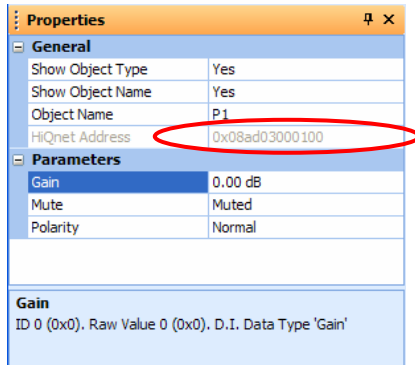 Properties
General
Show Object Type Yes
Show Object Name Yes
Object Name P1
HiQnet Address 0x08ad03000100
Parameters
Gain 0.00 dB
Mute Muted
Polarity Normal
Gain
ID 0 (0x0). Raw Value 0 (0x0). D.I. Data Type 'Gain'